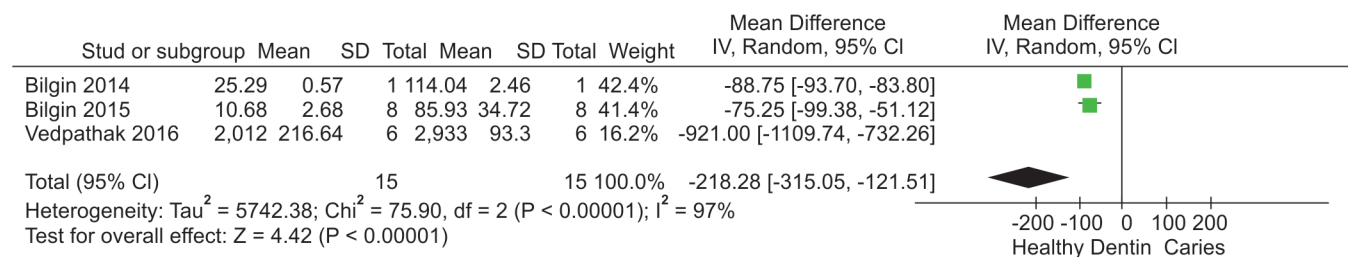 Mean Difference Mean Difference
Stud or subgroup Mean SD Total Mean SD Total Weight IV, Random, 95% CI IV, Random, 95% CI
Bilgin 2014 25.29 0.57 1 114.04 2.46 1 42.4% -88.75 [-93.70, -83.80]
Bilgin 2015 10.68 2.68 8 85.93 34.72 8 41.4% -75.25 [-99.38, -51.12]
Vedpathak 2016 2,012 216.64 6 2,933 93.3 6 16.2% -921.00 [-1109.74, -732.26]
Total (95% CI) 15 15 100.0% -218.28 [-315.05, -121.51]
Heterogeneity: Tau² = 5742.38; Chi² = 75.90, df = 2 (P < 0.00001); I² = 97%
Test for overall effect: Z = 4.42 (P < 0.00001)
-200 -100 0 100 200
Healthy Dentin Caries